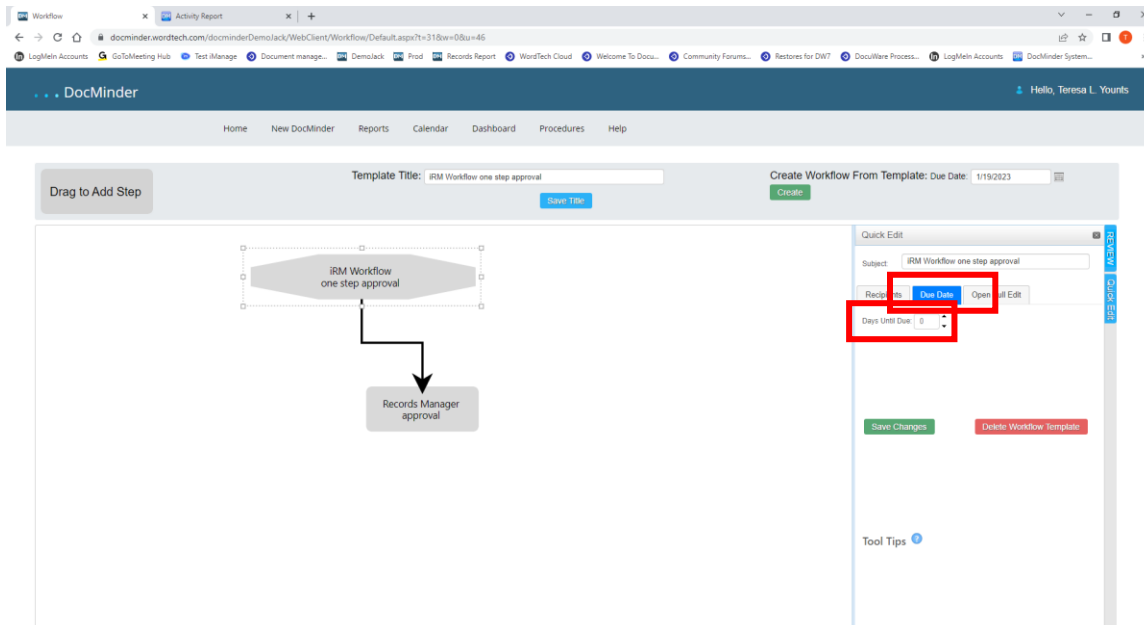 Workflow
Activity Report
docminder.wordtech.com/docminderDemoJack/WebClient/Workflow/Default.aspx?t=31&w=0&u=46
T
LogMeIn Accounts GoToMeeting Hub Test iManage Document manage... DemoJack Prod Records Report WordTech Cloud Welcome To Docu... Community Forums... Restores for DW7 DocuWare Process... LogMeIn Accounts DocMinder System...
... DocMinder
Hello, Teresa L. Younts
Home New DocMinder Reports Calendar Dashboard Procedures Help
Drag to Add Step
Template Title: iRM Workflow one step approval
Save Title
Create Workflow From Template: Due Date: 1/19/2023
Create
iRM Workflow
one step approval
Records Manager
approval
Quick Edit
Subject: iRM Workflow one step approval
Recipients Due Date Open Full Edit
Days Until Due: 0
Save Changes Delete Workflow Template
Tool Tips ?
REVIEW
Quick Edit